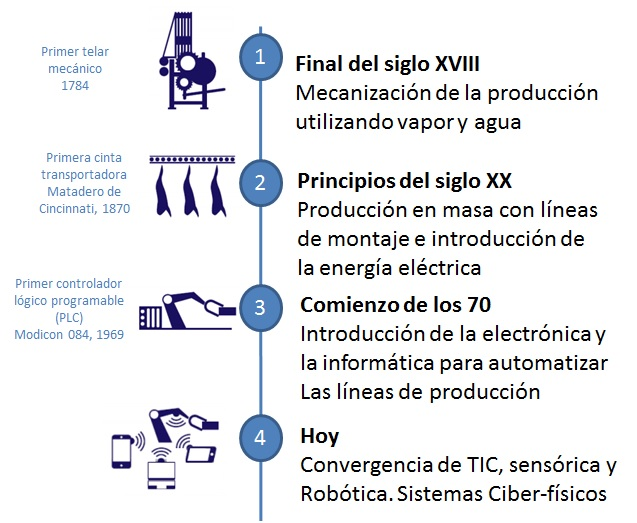 Primer telar
mecánico
1784
1
Final del siglo XVIII
Mecanización de la producción
utilizando vapor y agua
Primera cinta
transportadora
Matadero de
Cincinnati, 1870
2
Principios del siglo XX
Producción en masa con líneas
de montaje e introducción de
la energía eléctrica
Primer controlador
lógico programable
(PLC)
Modicon 084, 1969
3
Comienzo de los 70
Introducción de la electrónica y
la informática para automatizar
Las líneas de producción
4
Hoy
Convergencia de TIC, sensórica y
Robótica. Sistemas Ciber-físicos